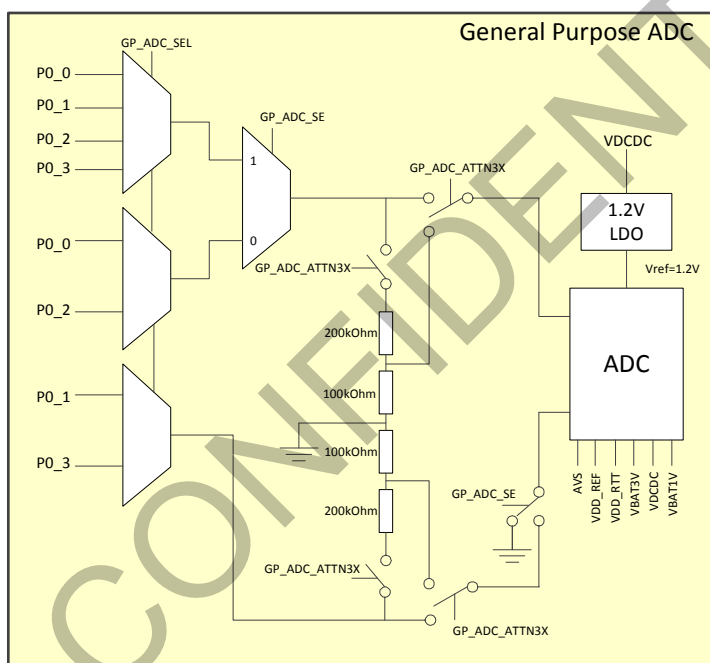 General Purpose ADC
GP_ADC_SEL
P0_0
P0_1
P0_2
P0_3
GP_ADC_SE
1
0
P0_0
P0_2
P0_1
P0_3
GP_ADC_ATTN3X
GP_ADC_ATTN3X
VDCDC
1.2V
LDO
Vref=1.2V
200kOhm
100kOhm
100kOhm
200kOhm
ADC
AVS
VDD_REF
VDD_RTT
VBAT3V
VDCDC
VBAT1V
GP_ADC_SE
GP_ADC_ATTN3X
GP_ADC_ATTN3X
CONFIDENT